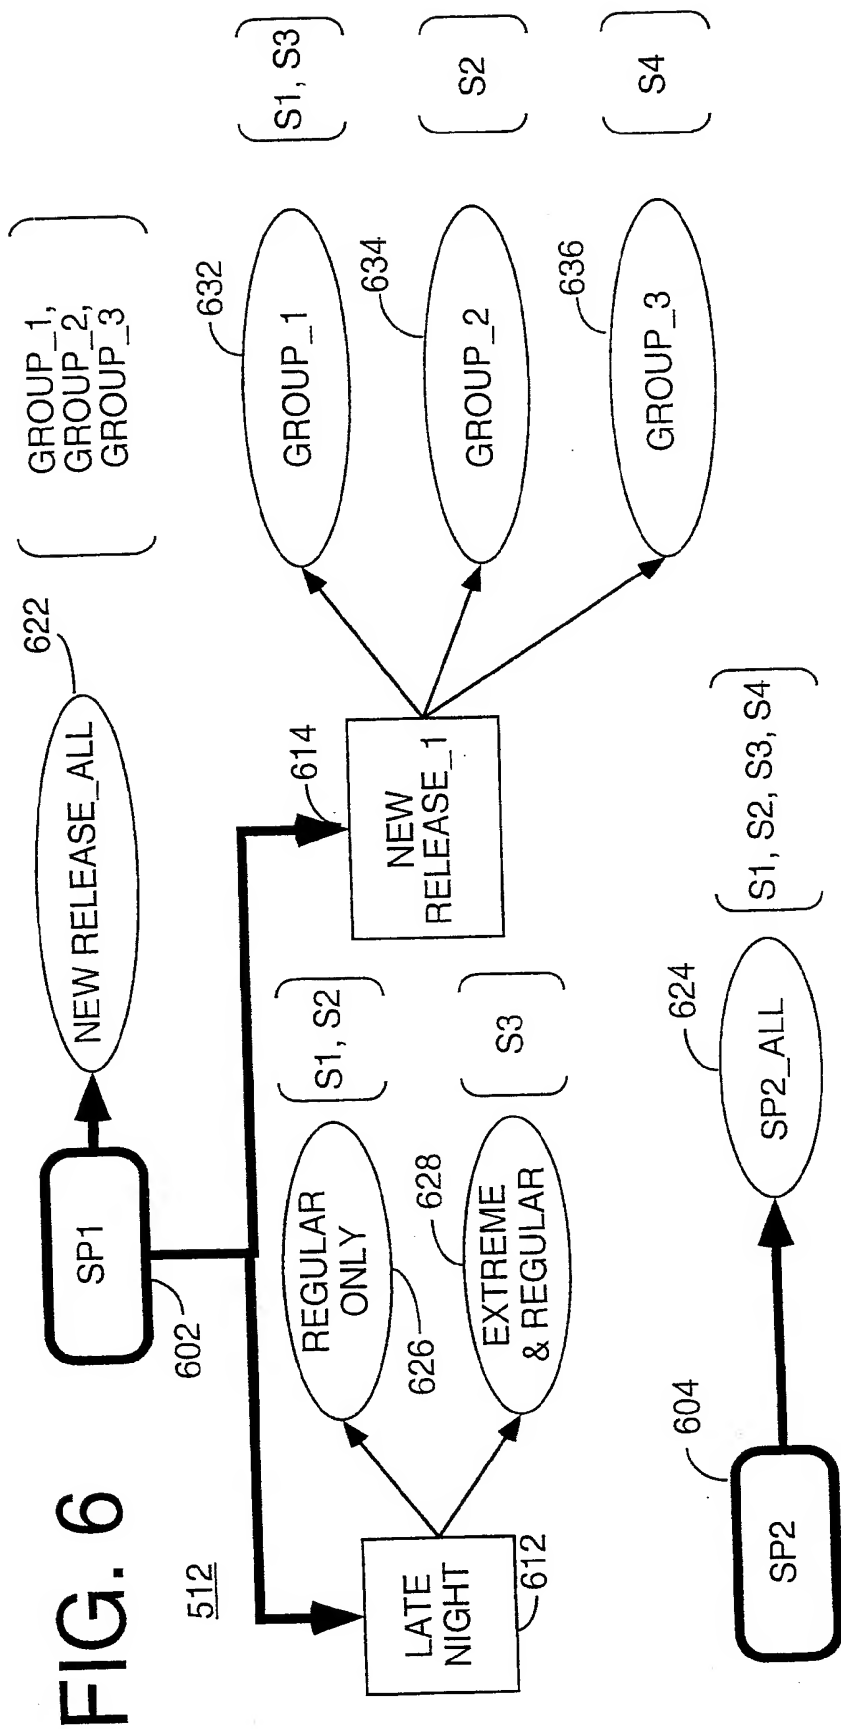 FIG. 6
512
SP1
602
NEW RELEASE_ALL
622
GROUP_1,
GROUP_2,
GROUP_3
LATE
NIGHT
612
REGULAR
ONLY
626
S1, S2
EXTREME
& REGULAR
628
S3
NEW
RELEASE_1
614
GROUP_1
632
S1, S3
GROUP_2
634
S2
GROUP_3
636
S4
SP2
604
SP2_ALL
624
S1, S2, S3, S4